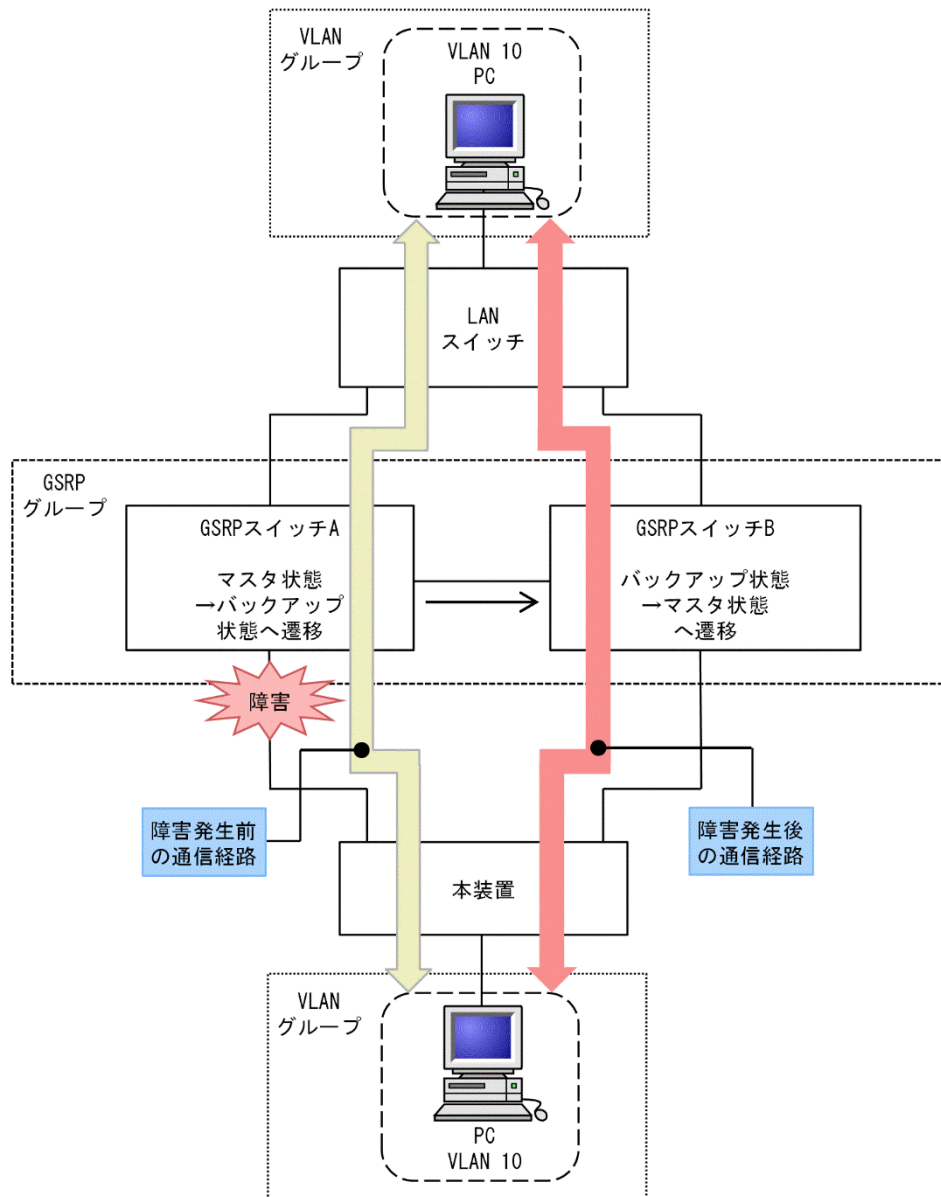 VLAN
グループ
VLAN 10
PC
LAN
スイッチ
GSRP
グループ
GSRPスイッチA
マスタ状態
→バックアップ
状態へ遷移
GSRPスイッチB
バックアップ状態
→マスタ状態
へ遷移
障害
障害発生前
の通信経路
障害発生後
の通信経路
本装置
VLAN
グループ
PC
VLAN 10